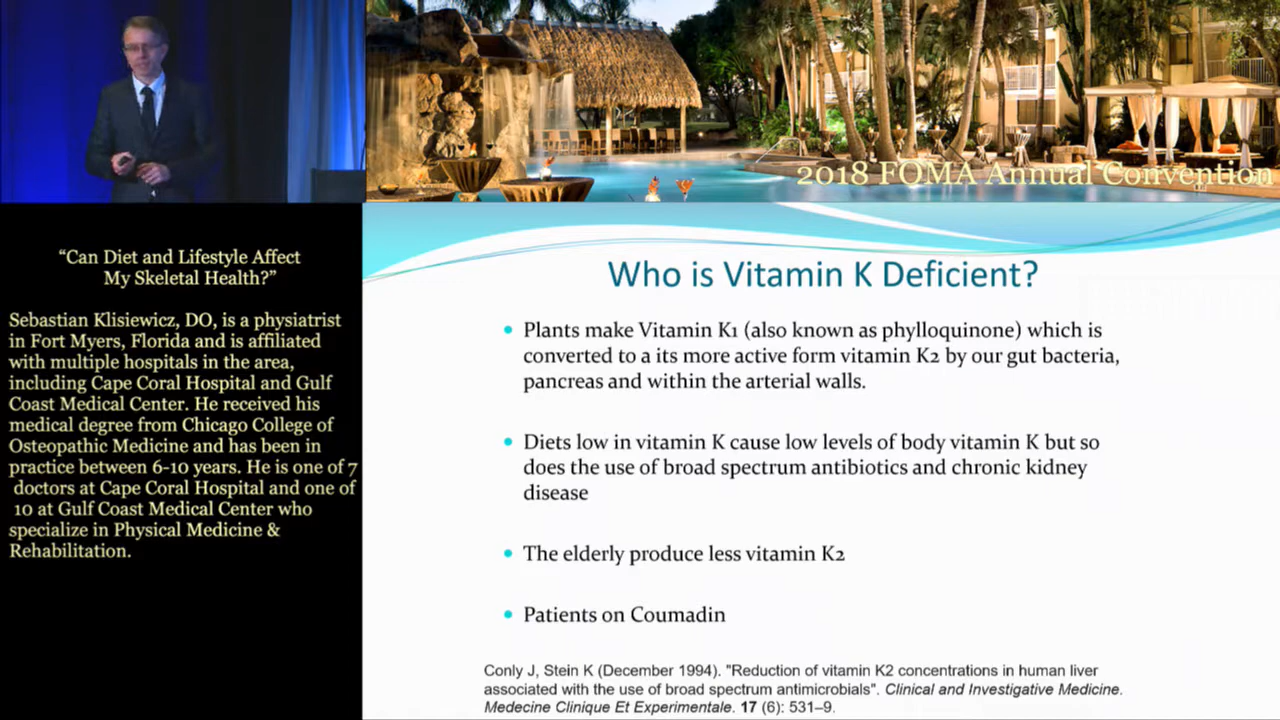 2018 FOMA Annual Convention
“Can Diet and Lifestyle Affect
My Skeletal Health?”
Sebastian Klisiewicz, DO, is a physiatrist
in Fort Myers, Florida and is affiliated
with multiple hospitals in the area,
including Cape Coral Hospital and Gulf
Coast Medical Center. He received his
medical degree from Chicago College of
Osteopathic Medicine and has been in
practice between 6-10 years. He is one of 7
doctors at Cape Coral Hospital and one of
10 at Gulf Coast Medical Center who
specialize in Physical Medicine &
Rehabilitation.
Who is Vitamin K Deficient?
• Plants make Vitamin K1 (also known as phylloquinone) which is
converted to a its more active form vitamin K2 by our gut bacteria,
pancreas and within the arterial walls.
• Diets low in vitamin K cause low levels of body vitamin K but so
does the use of broad spectrum antibiotics and chronic kidney
disease
• The elderly produce less vitamin K2
• Patients on Coumadin
Conly J, Stein K (December 1994). "Reduction of vitamin K2 concentrations in human liver
associated with the use of broad spectrum antimicrobials". Clinical and Investigative Medicine.
Medecine Clinique Et Experimentale. 17 (6): 531–9.